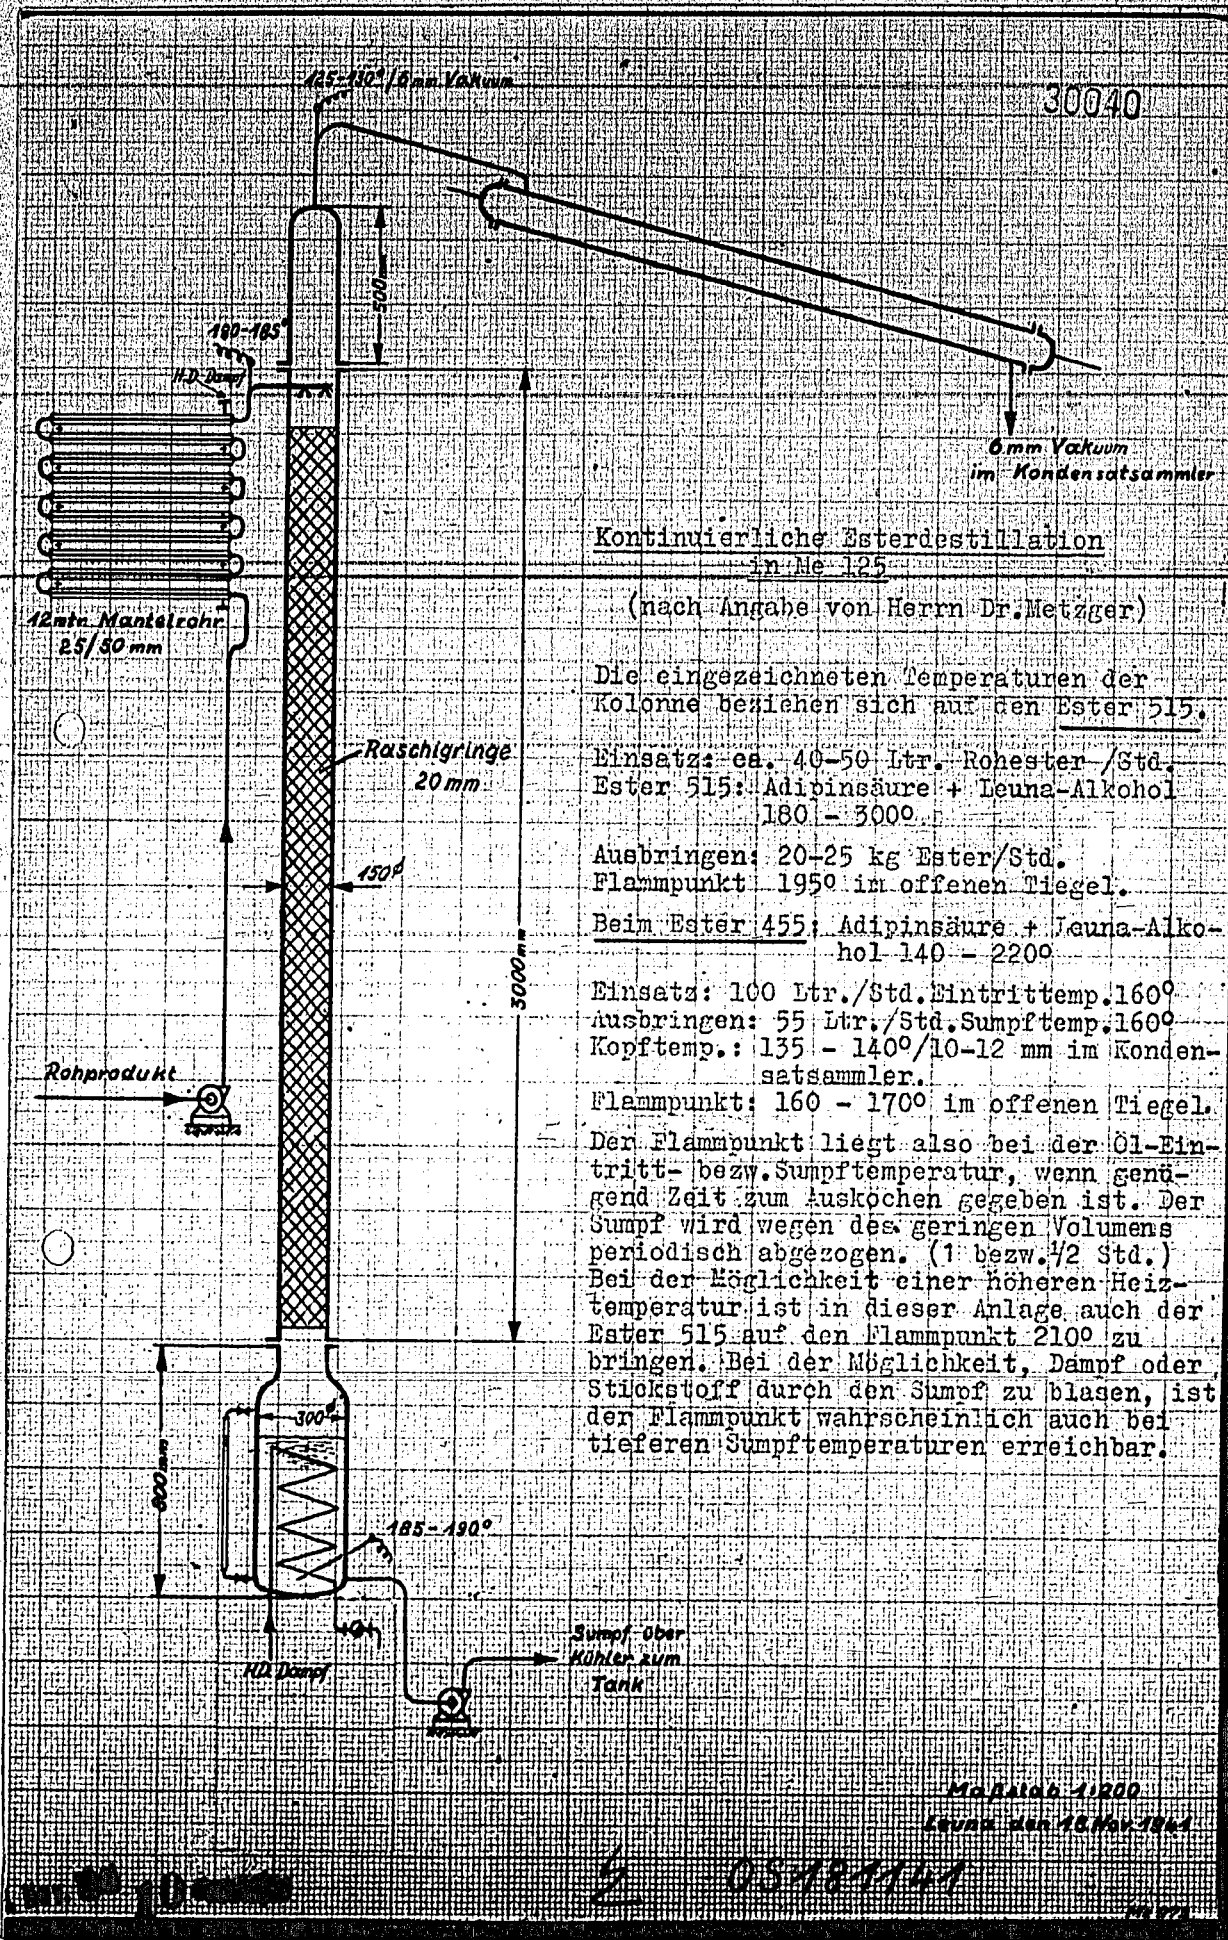 125-130°/6mm Vakuum
30040
500mm
180-185°
H.D. Dampf
6 mm Vakuum
im Kondensatsammler
12 mtr. Mantelrohr
25/50 mm
Kontinuierliche Esterdestillation
in Me 125
(nach Angabe von Herrn Dr.Metzger)
Die eingezeichneten Temperaturen der
Kolonne beziehen sich auf den Ester 515.
Raschigringe
20 mm
Einsatz: ca. 40-50 Ltr. Rohester /Std.
Ester 515: Adipinsäure + Leuna-Alkohol
180 - 300°
150ø
Ausbringen: 20-25 kg Ester/Std.
Flammpunkt 195° im offenen Tiegel.
Beim Ester 455: Adipinsäure + Leuna-Alko-
hol 140 - 220°
3000mm
Einsatz: 100 Ltr./Std.Eintrittemp.160°
Ausbringen: 55 Ltr./Std.Sumpftemp.160°
Kopftemp.: 135 - 140°/10-12 mm im Konden-
satsammler.
Rohprodukt
Flammpunkt: 160 - 170° im offenen Tiegel.
Der Flammpunkt liegt also bei der Öl-Ein-
tritt- bezw.Sumpftemperatur, wenn genü-
gend Zeit zum Auskochen gegeben ist. Der
Sumpf wird wegen des geringen Volumens
periodisch abgezogen. (1 bezw.1/2 Std.)
Bei der Möglichkeit einer höheren Heiz-
temperatur ist in dieser Anlage auch der
Ester 515 auf den Flammpunkt 210° zu
bringen. Bei der Möglichkeit, Dampf oder
Stickstoff durch den Sumpf zu blasen, ist
der Flammpunkt wahrscheinlich auch bei
tieferen Sumpftemperaturen erreichbar.
300ø
800mm
185-190°
H.D. Dampf
Sumpf über
Kühler zum
Tank
Maßstab 1:200
Leuna den 18.Nov.1941
OS181141